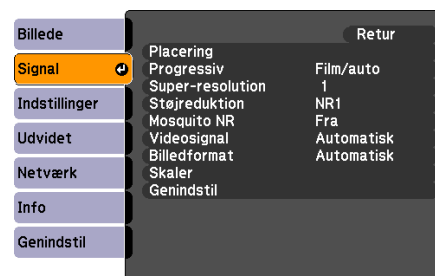 Billede
Signal
Indstillinger
Udvidet
Netværk
Info
Genindstil
Retur
Placering
Progressiv Film/auto
Super-resolution 1
Støjreduktion NR1
Mosquito NR Fra
Videosignal Automatisk
Billedformat Automatisk
Skaler
Genindstil